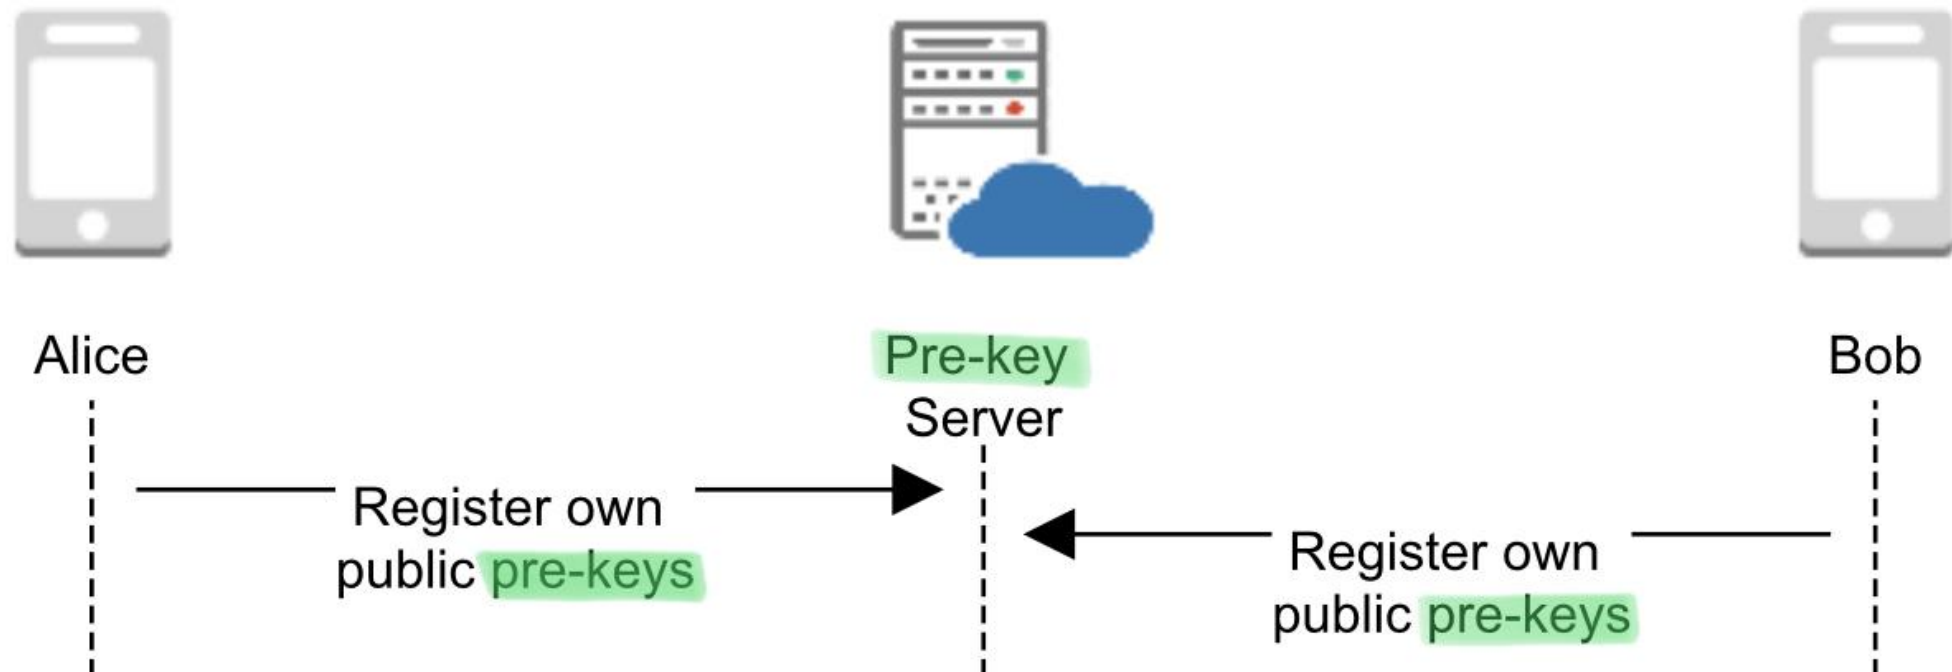 Alice
Pre-key
Server
Bob
Register own
public pre-keys
Register own
public pre-keys